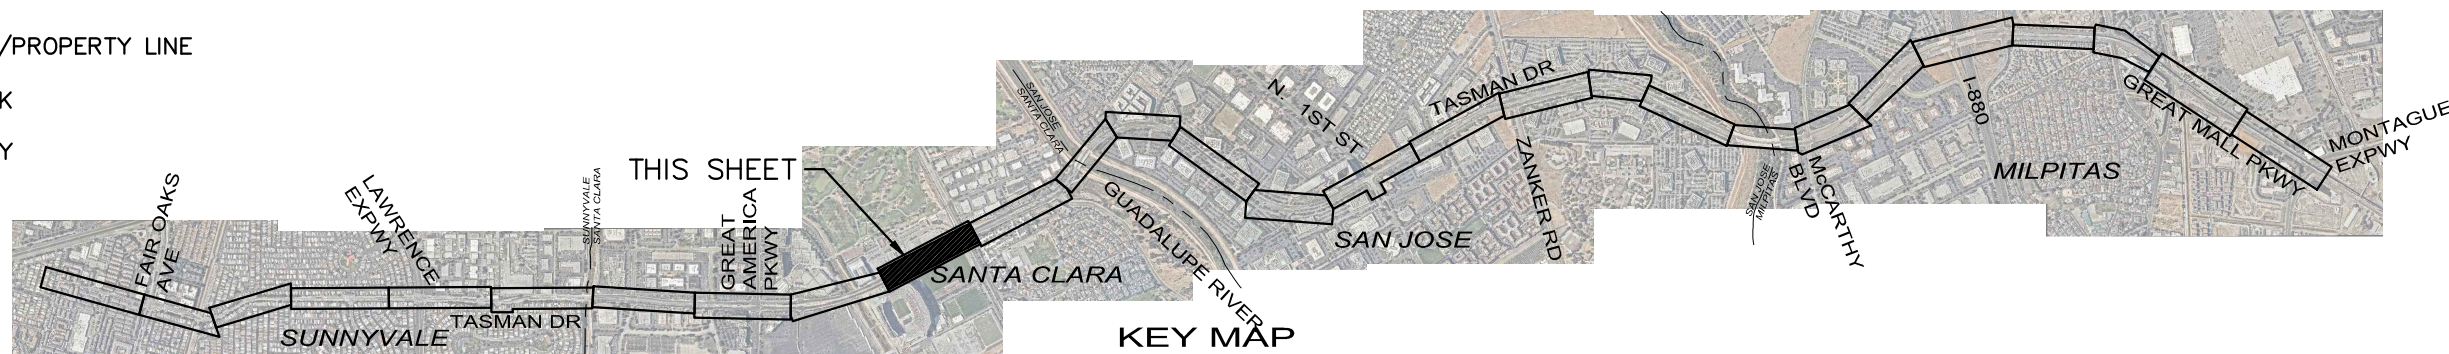 /PROPERTY LINE
K
Y
THIS SHEET
FAIR OAKS
AVE
LAWRENCE
EXPWY
SUNNYVALE
SANTA CLARA
GREAT
AMERICA
PKWY
TASMAN DR
SUNNYVALE
SANTA CLARA
SAN JOSE
SANTA CLARA
GUADALUPE RIVER
KEY MAP
N. 1ST ST
SAN JOSE
TASMAN DR
ZANKER RD
SAN JOSE
MILPITAS
McCARTHY
BLVD
I-880
MILPITAS
GREAT MALL PKWY
MONTAGUE
EXPWY